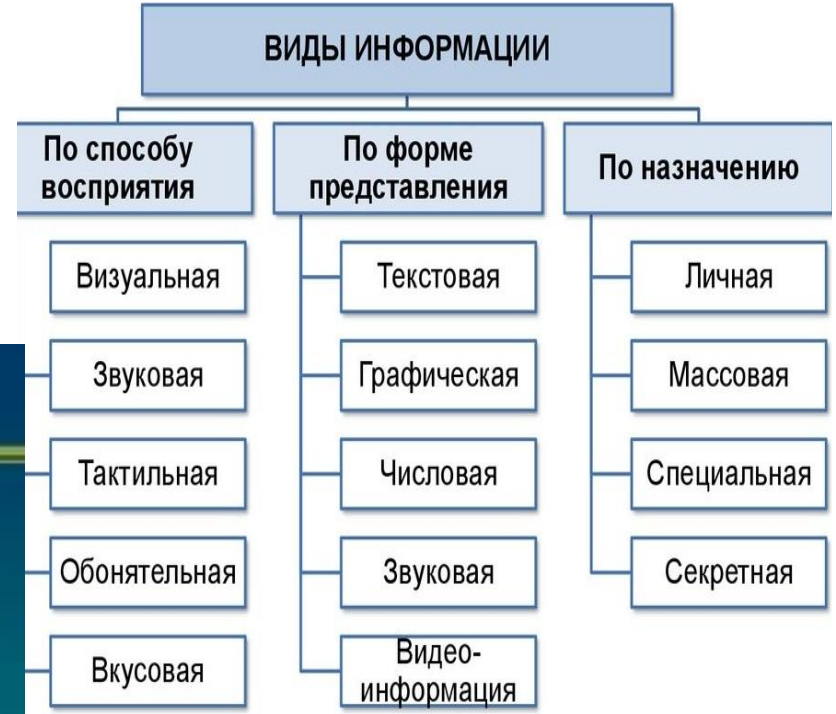 ВИДЫ ИНФОРМАЦИИ
По способу
восприятия
Визуальная
Звуковая
Тактильная
Обонятельная
Вкусовая
По форме
представления
Текстовая
Графическая
Числовая
Звуковая
Видео-
информация
По назначению
Личная
Массовая
Специальная
Секретная